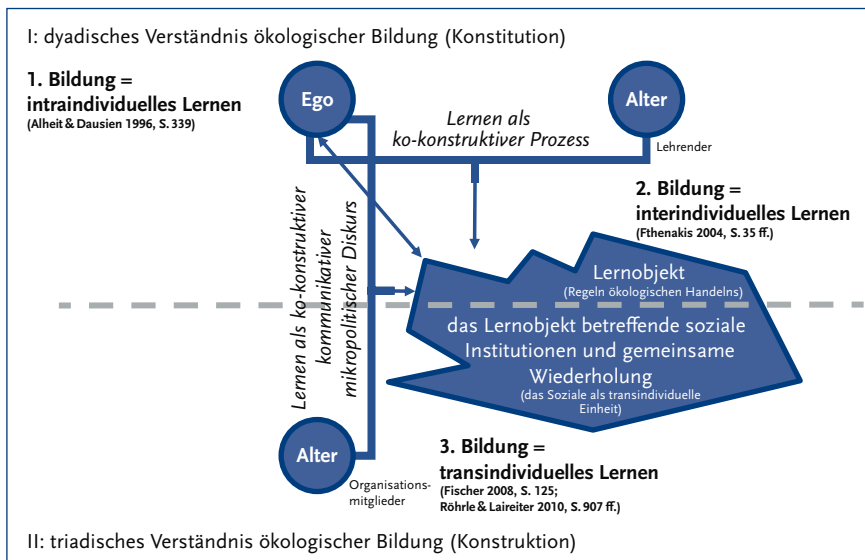 I: dyadisches Verständnis ökologischer Bildung (Konstitution)
1. Bildung =
intraindividuelles Lernen
(Alheit & Dausien 1996, S. 339)
Ego
Lernen als
ko-konstruktiver Prozess
Alter
Lehrender
2. Bildung =
interindividuelles Lernen
(Fthenakis 2004, S. 35 ff.)
Lernen als ko-konstruktiver
kommunikativer
mikropolitischer Diskurs
Lernobjekt
(Regeln ökologischen Handelns)
das Lernobjekt betreffende soziale
Institutionen und gemeinsame
Wiederholung
(das Soziale als transindividuelle
Einheit)
Alter
Organisations-
mitglieder
3. Bildung =
transindividuelles Lernen
(Fischer 2008, S. 125;
Röhrle & Laireiter 2010, S. 907 ff.)
II: triadisches Verständnis ökologischer Bildung (Konstruktion)